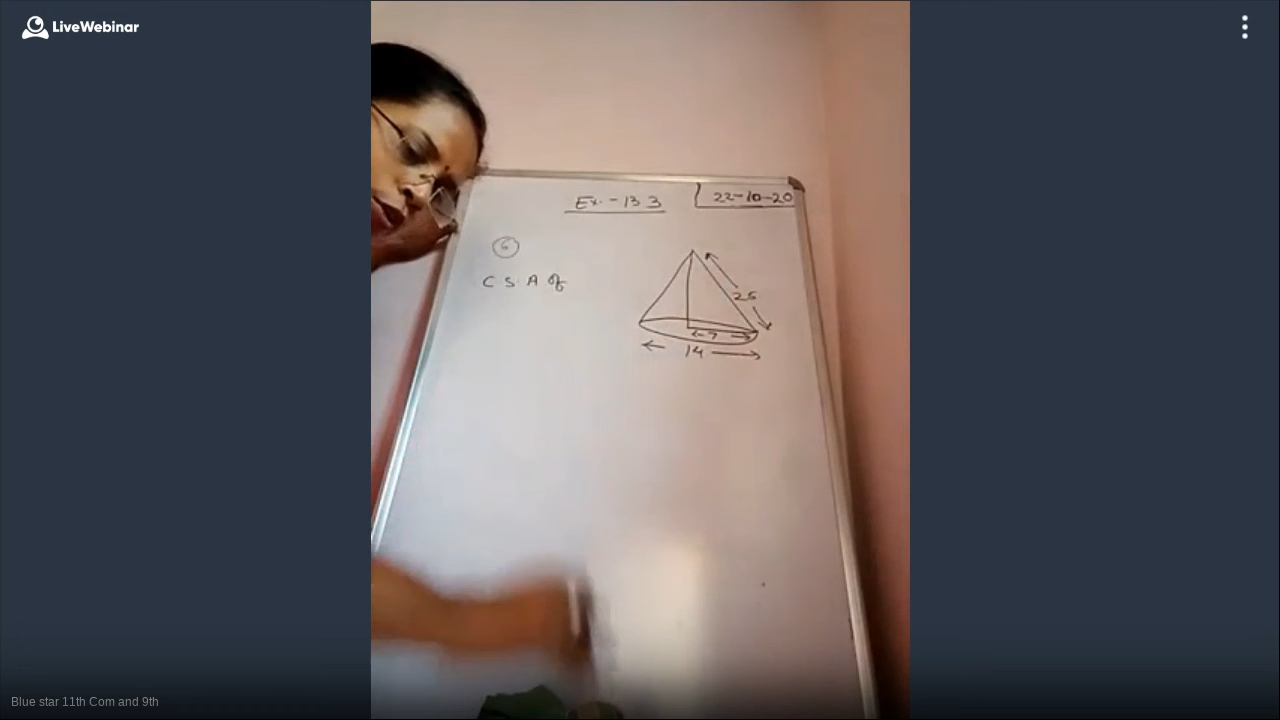 LiveWebinar
Ex.-13.3
22-10-20
6
C.S.A of
25
7
14
Blue star 11th Com and 9th